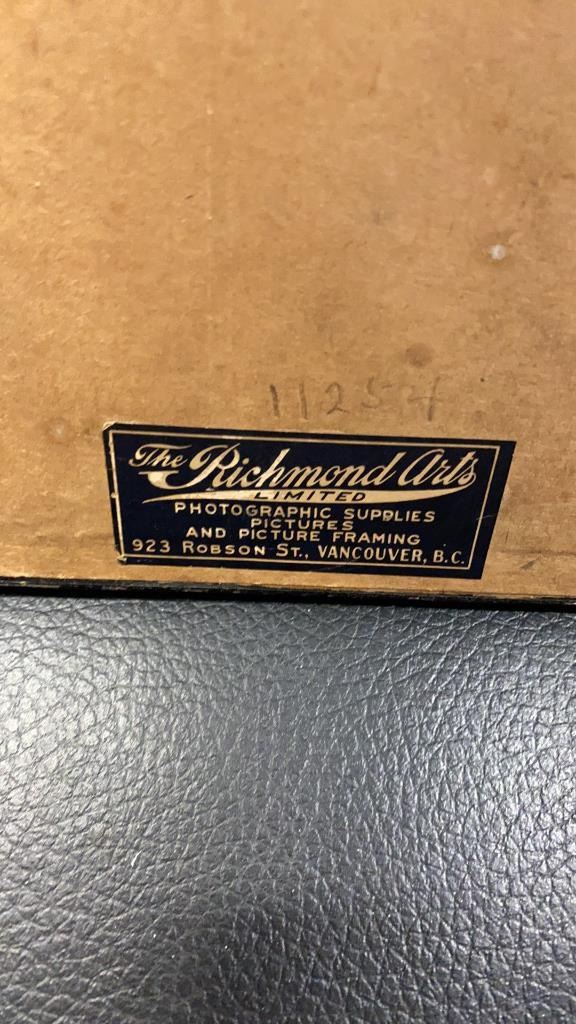 11254
The Richmond Arts
LIMITED
PHOTOGRAPHIC SUPPLIES
PICTURES
AND PICTURE FRAMING
923 ROBSON ST., VANCOUVER, B.C.